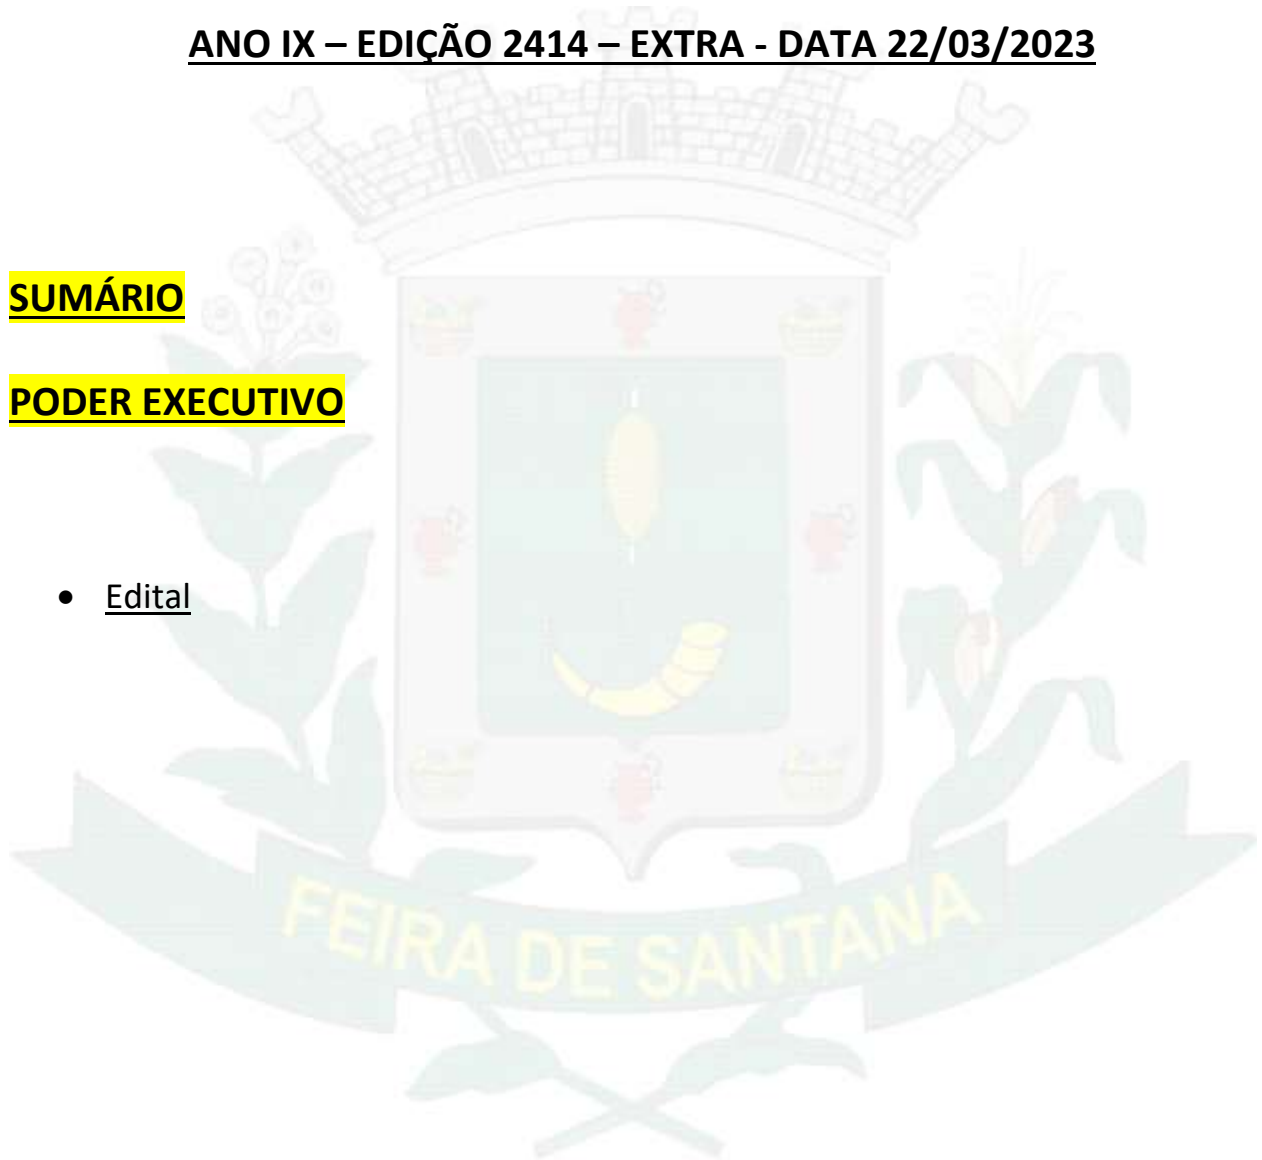 ANO IX – EDIÇÃO 2414 – EXTRA - DATA 22/03/2023
SUMÁRIO
PODER EXECUTIVO
• Edital
FEIRA DE SANTANA